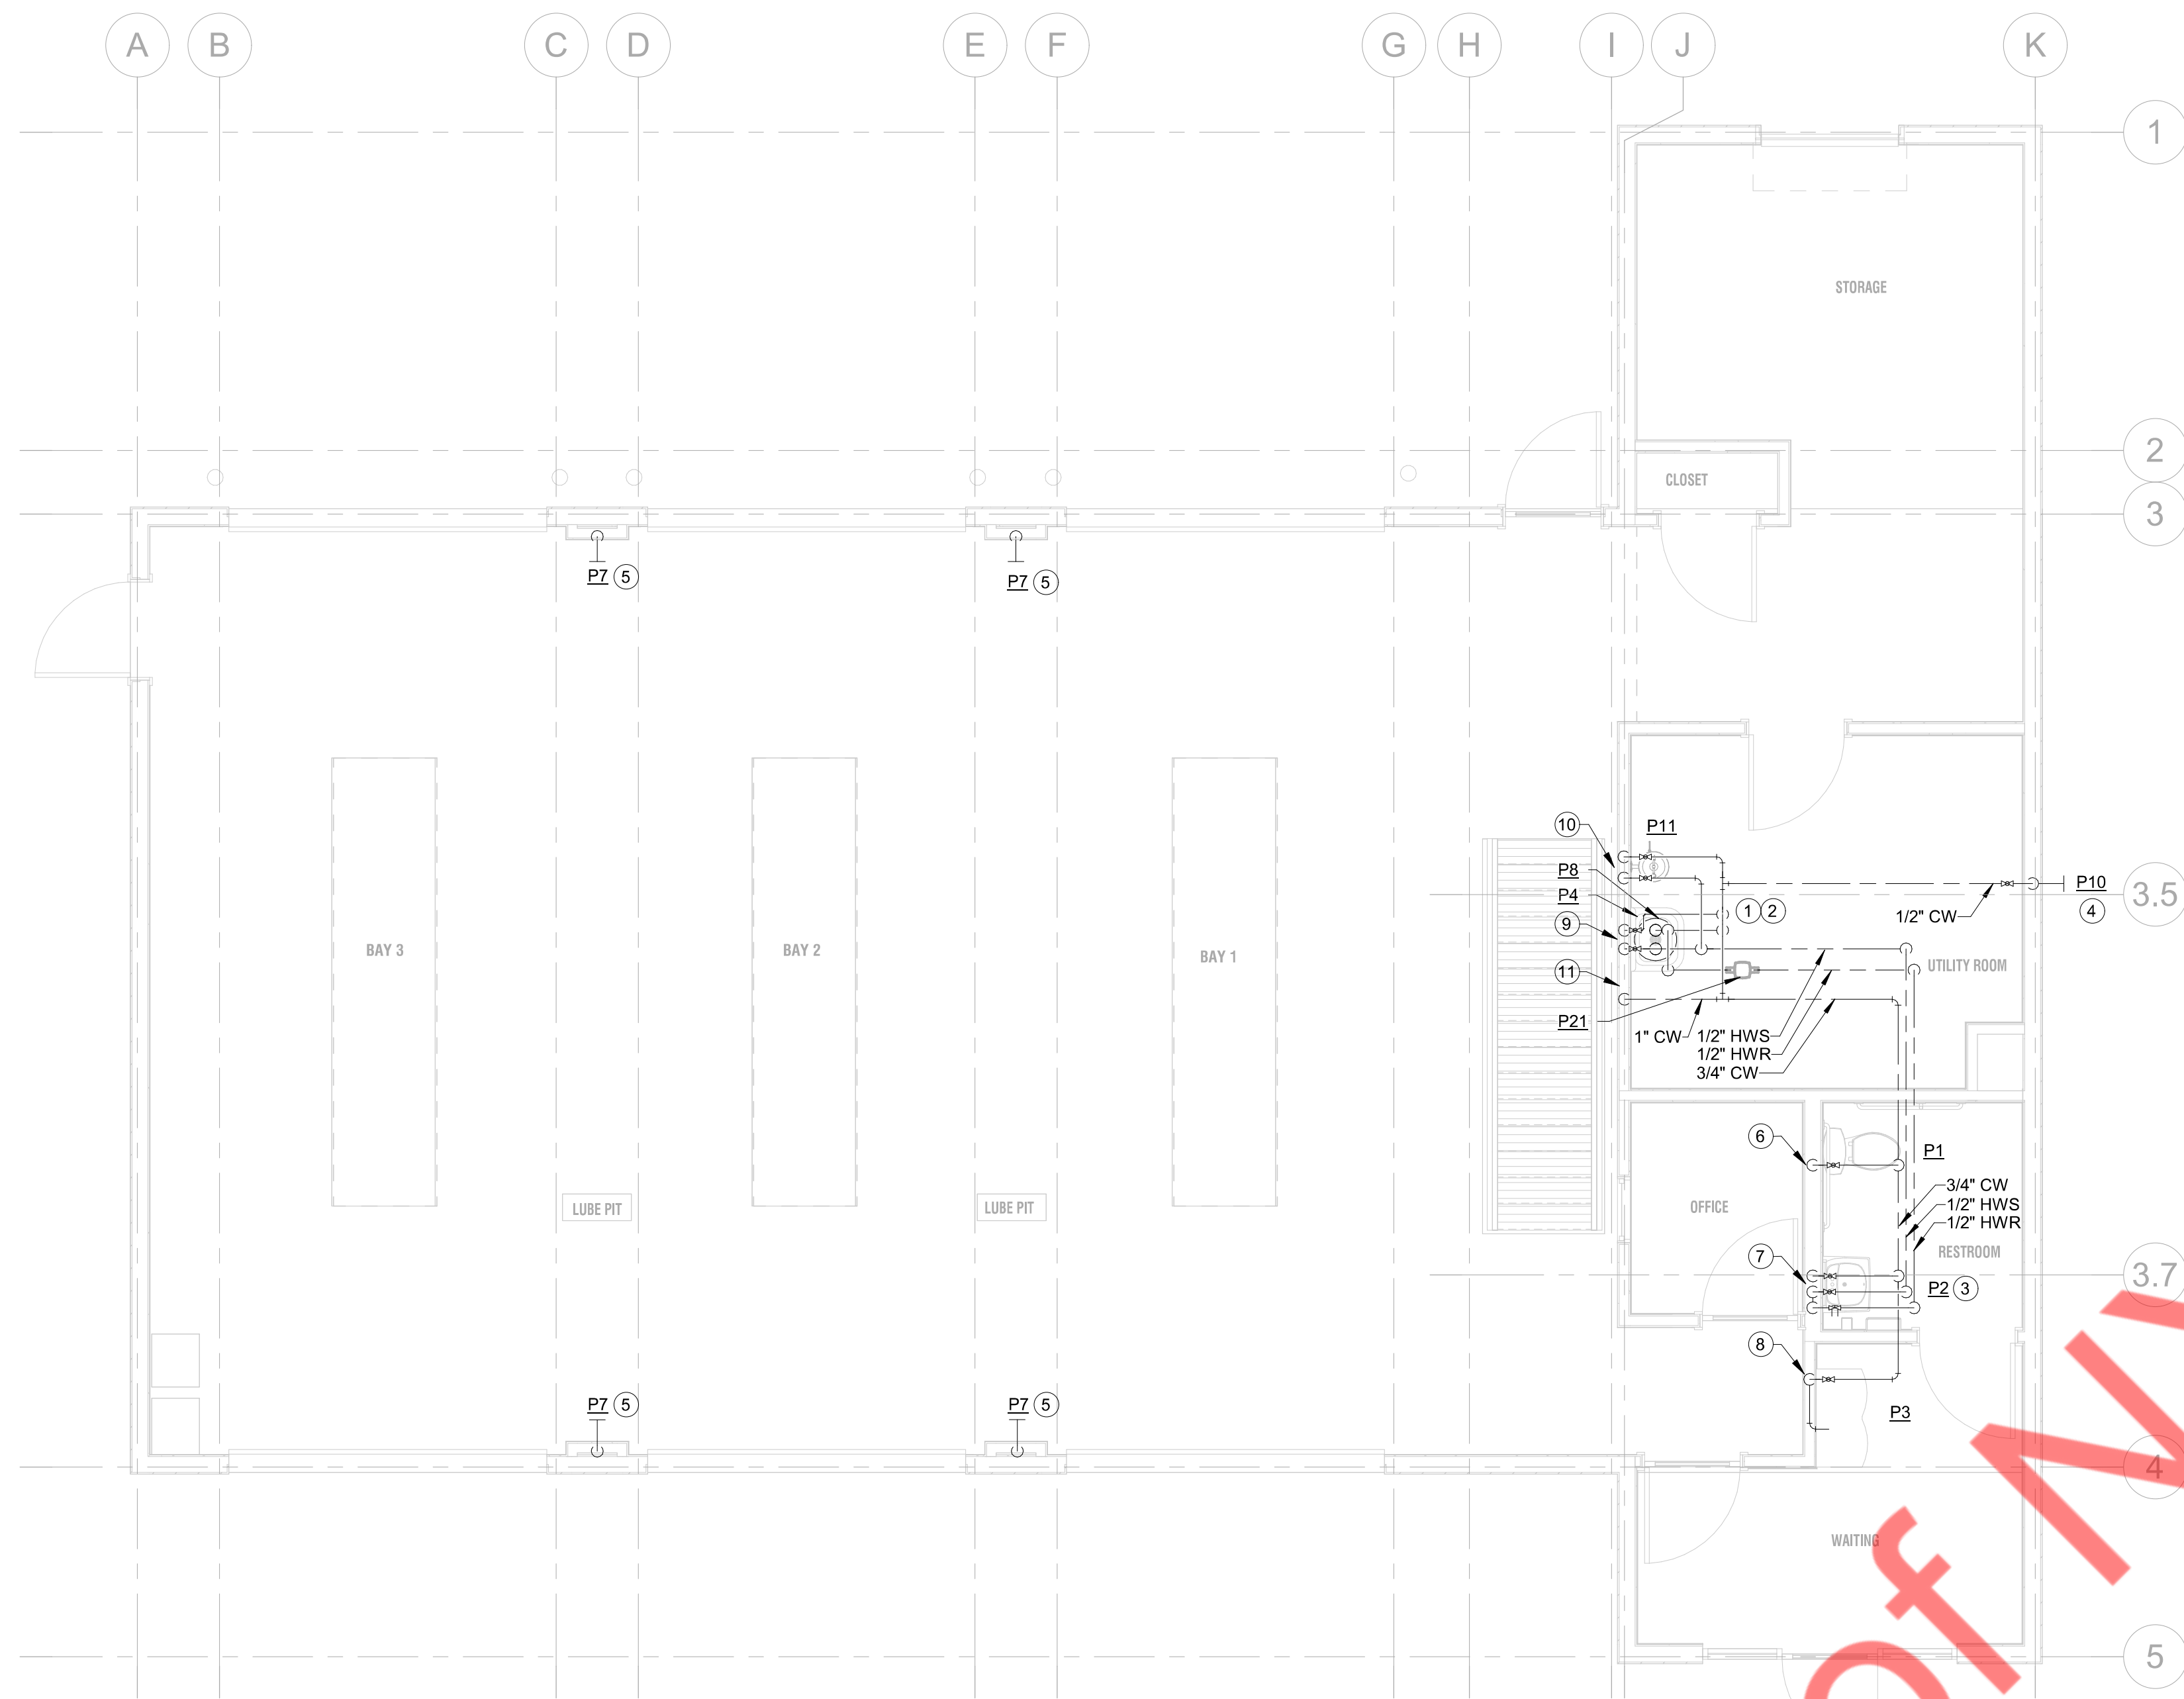 A B C D E F G H I J K
1
STORAGE
2
CLOSET
3
P7 5
P7 5
10 P11
P8
P4
9
1 2
P10
4
3.5
1/2" CW
BAY 3
BAY 2
BAY 1
11
UTILITY ROOM
P21
1" CW
1/2" HWS
1/2" HWR
3/4" CW
6
P1
3/4" CW
1/2" HWS
1/2" HWR
LUBE PIT
LUBE PIT
OFFICE
RESTROOM
7
3.7
P2 3
8
P7 5
P7 5
P3
4
WAITING
5